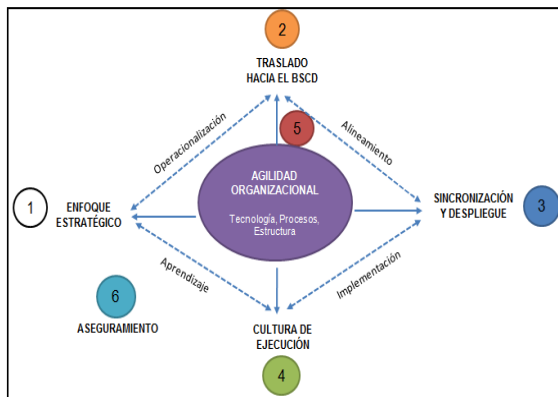 2
TRASLADO
HACIA EL BSCD
5
Operacionalización
Alineamiento
AGILIDAD
ORGANIZACIONAL
Tecnología, Procesos,
Estructura
1
ENFOQUE
ESTRATÉGICO
SINCRONIZACIÓN
Y DESPLIEGUE
3
Aprendizaje
Implementación
6
ASEGURAMIENTO
CULTURA DE
EJECUCIÓN
4